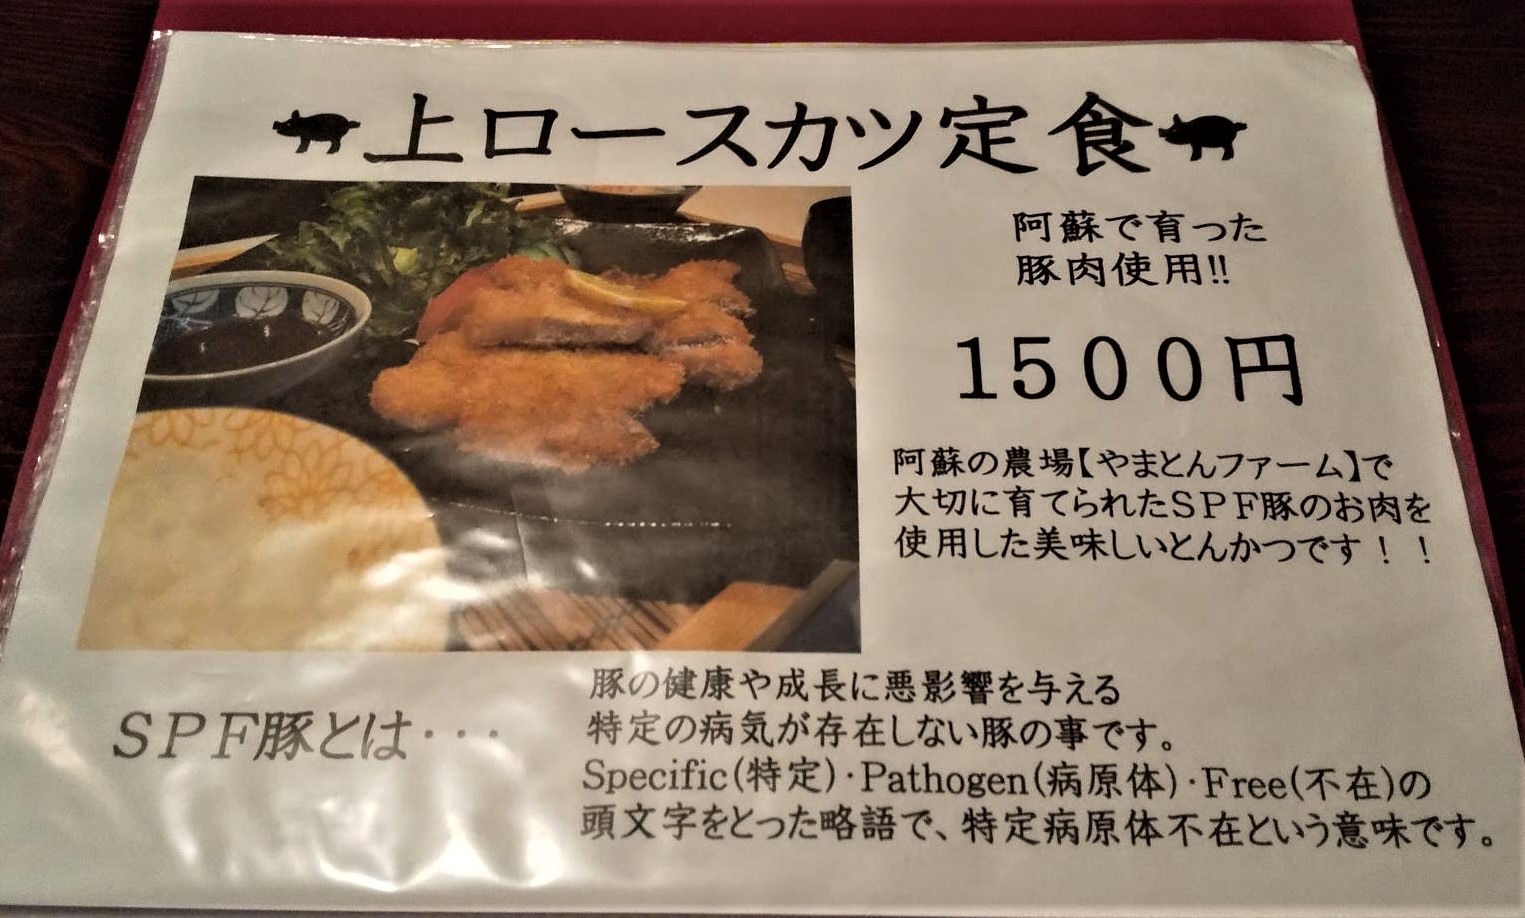 上ロースカツ定食
阿蘇で育った
豚肉使用!!
1500円
阿蘇の農場【やまとんファーム】で
大切に育てられたSPF豚のお肉を
使用した美味しいとんかつです！！
SPF豚とは・・・
豚の健康や成長に悪影響を与える
特定の病気が存在しない豚の事です。
Specific(特定)・Pathogen(病原体)・Free(不在)の
頭文字をとった略語で、特定病原体不在という意味です。